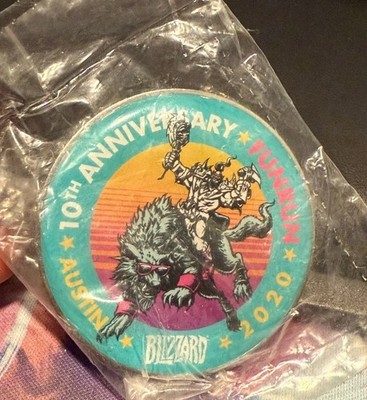 10TH ANNIVERSARY FUNRUN
AUSTIN
2020
BLIZZARD